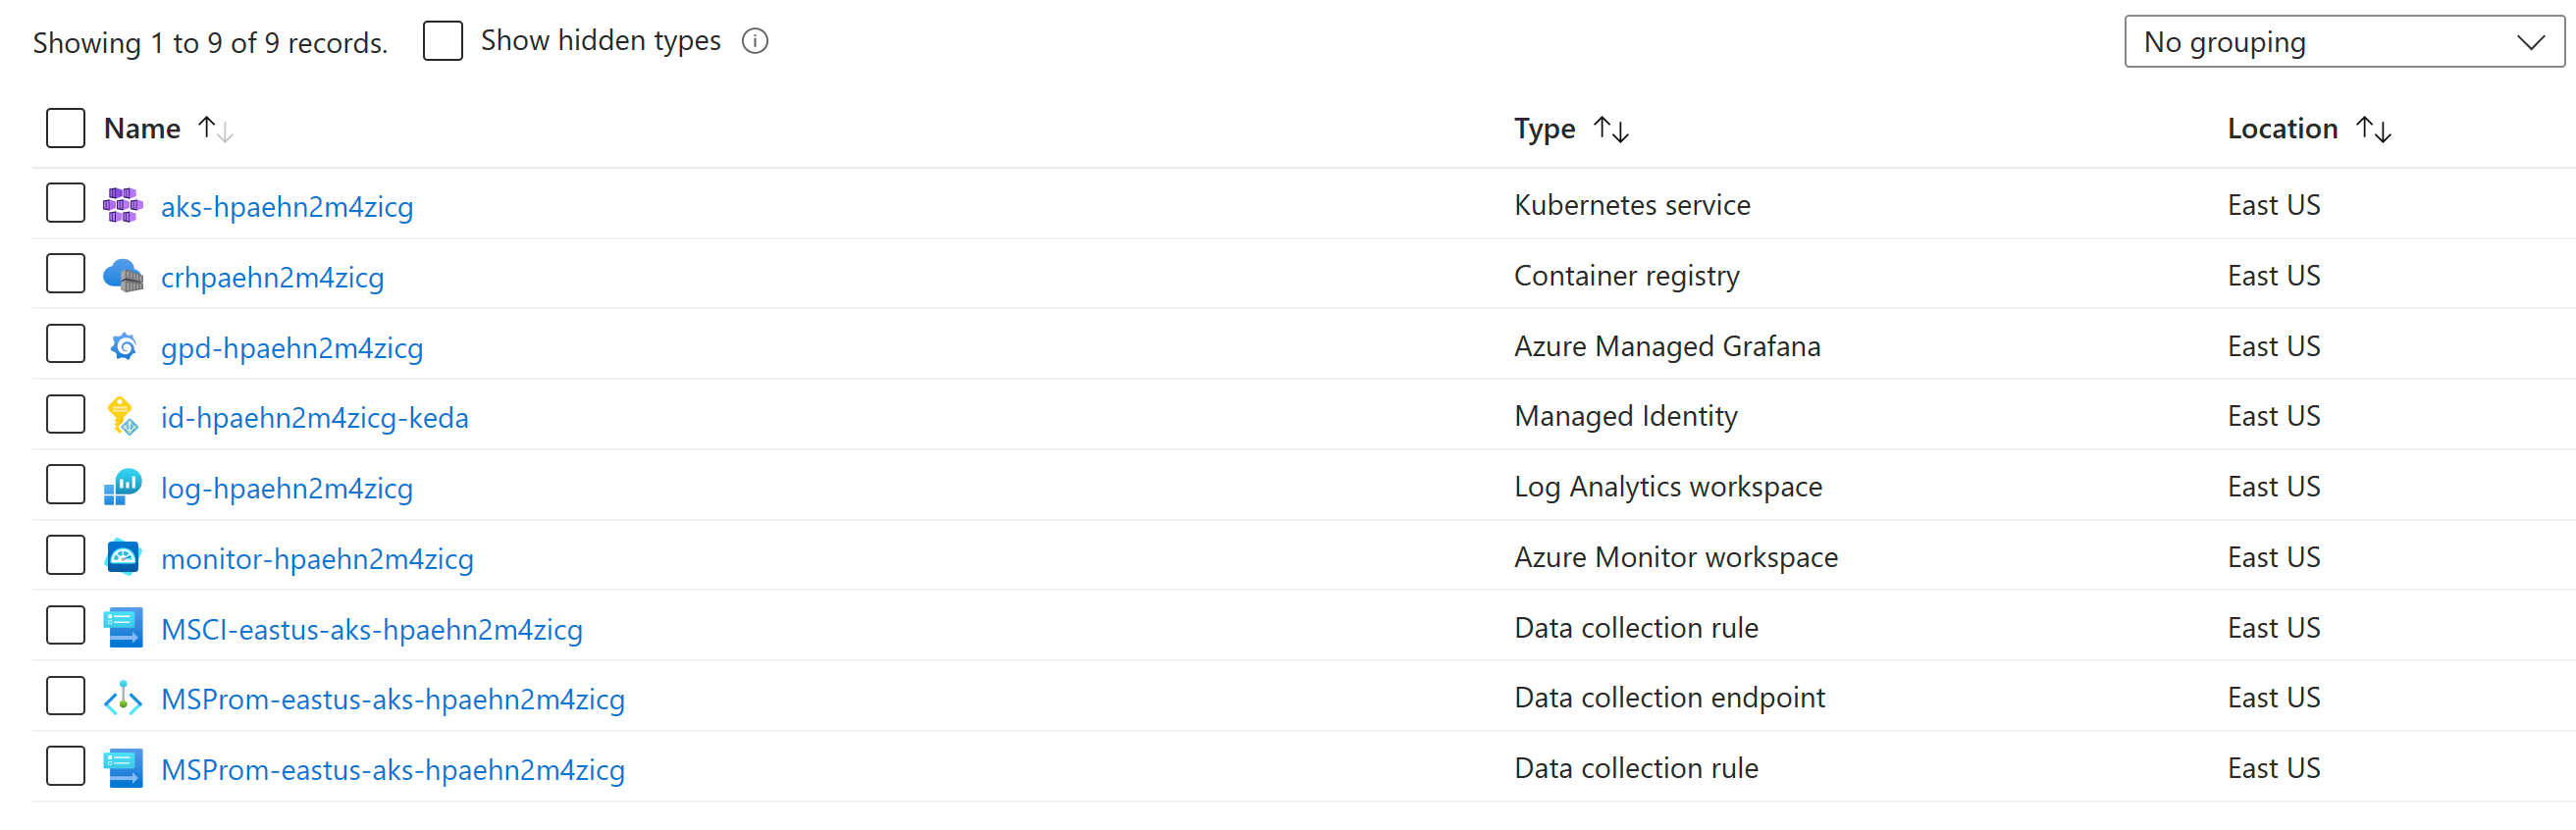 Showing 1 to 9 of 9 records. Show hidden types No grouping
Name Type Location
aks-hpaehn2m4zicg Kubernetes service East US
crhpaehn2m4zicg Container registry East US
gpd-hpaehn2m4zicg Azure Managed Grafana East US
id-hpaehn2m4zicg-keda Managed Identity East US
log-hpaehn2m4zicg Log Analytics workspace East US
monitor-hpaehn2m4zicg Azure Monitor workspace East US
MSCI-eastus-aks-hpaehn2m4zicg Data collection rule East US
MSProm-eastus-aks-hpaehn2m4zicg Data collection endpoint East US
MSProm-eastus-aks-hpaehn2m4zicg Data collection rule East US